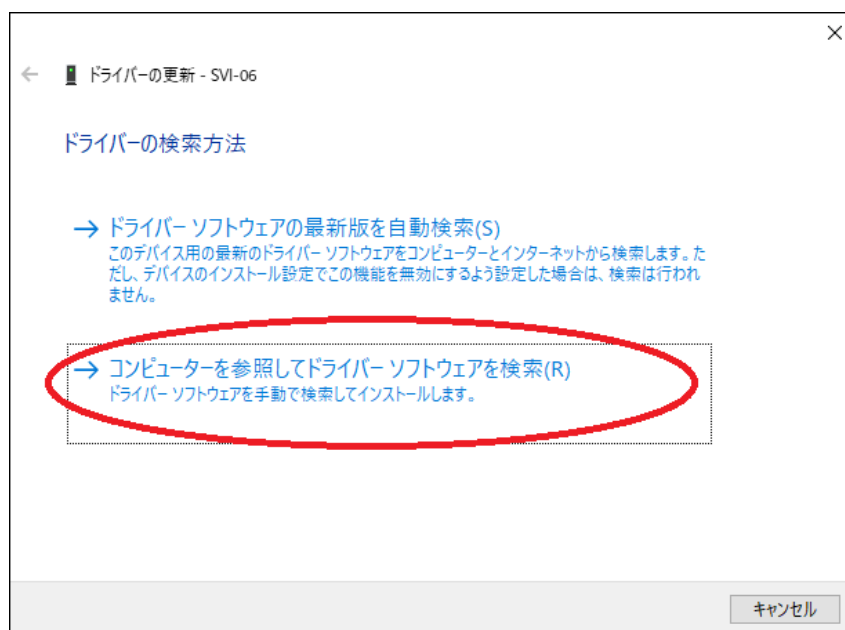 ドライバーの更新 - SVI-06
ドライバーの検索方法
ドライバー ソフトウェアの最新版を自動検索(S)
このデバイス用の最新のドライバー ソフトウェアをコンピューターとインターネットから検索します。た
だし、デバイスのインストール設定でこの機能を無効にするよう設定した場合は、検索は行われ
ません。
コンピューターを参照してドライバー ソフトウェアを検索(R)
ドライバー ソフトウェアを手動で検索してインストールします。
キャンセル